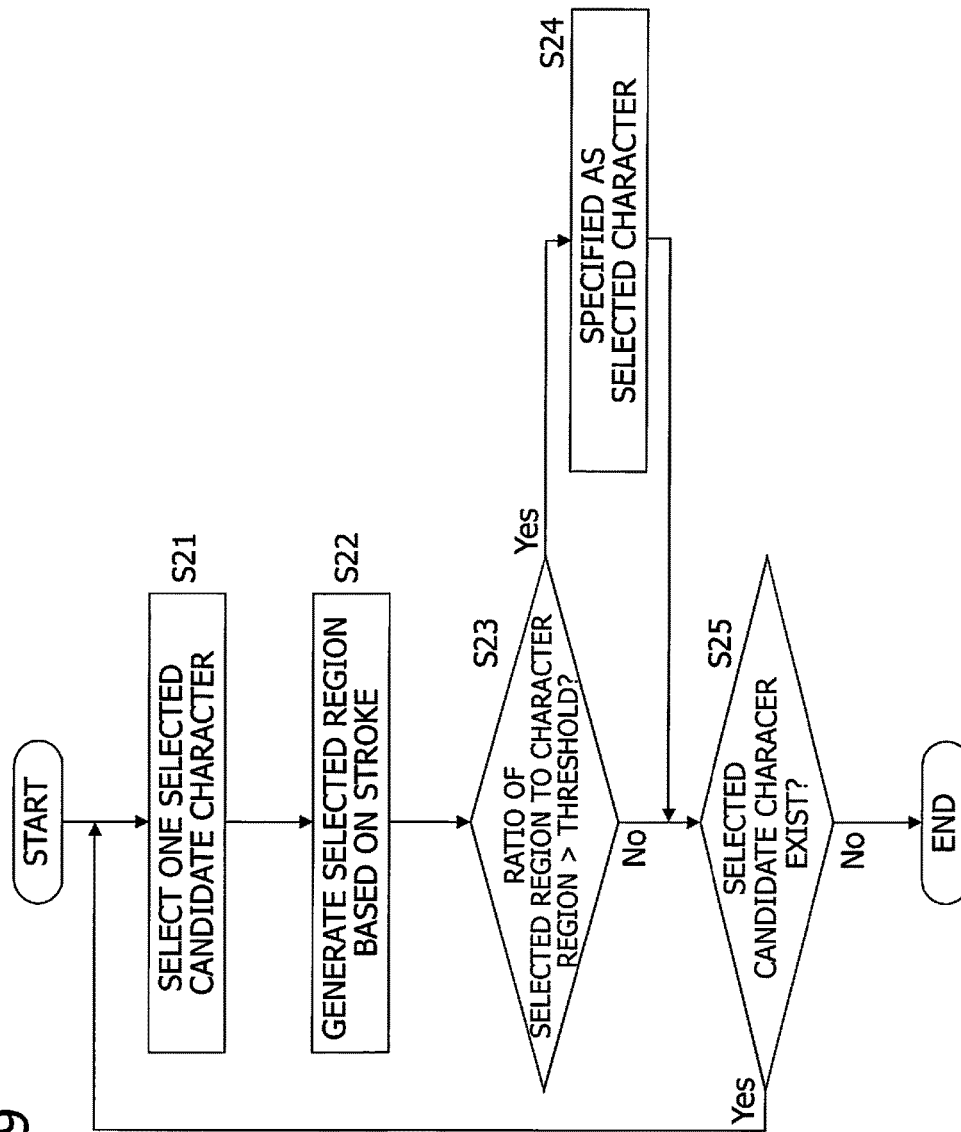 START
SELECT ONE SELECTED
CANDIDATE CHARACTER
S21
GENERATE SELECTED REGION
BASED ON STROKE
S22
RATIO OF
SELECTED REGION TO CHARACTER
REGION > THRESHOLD?
S23
Yes
No
SPECIFIED AS
SELECTED CHARACTER
S24
SELECTED
CANDIDATE CHARACER
EXIST?
S25
Yes
No
END